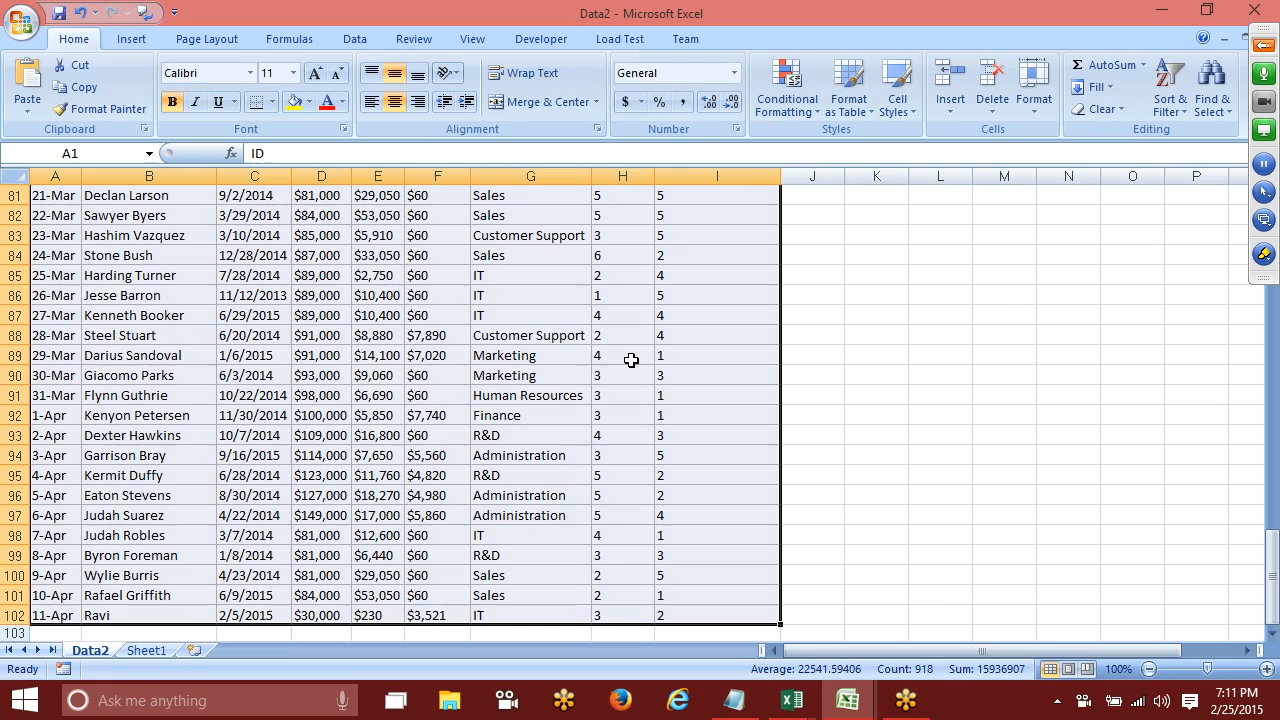 Data2 - Microsoft Excel
Home Insert Page Layout Formulas Data Review View Developer Load Test Team
Paste
Cut
Copy
Format Painter
Clipboard
Calibri 11
B I U
Font
Wrap Text
Merge & Center
Alignment
General
$ % ,
Number
Conditional Formatting
Format as Table
Cell Styles
Styles
Insert Delete Format
Cells
AutoSum
Fill
Clear
Sort & Filter
Find & Select
Editing
A1 fx ID
A B C D E F G H I J K L M N O P
81 21-Mar Declan Larson 9/2/2014 $81,000 $29,050 $60 Sales 5 5
82 22-Mar Sawyer Byers 3/29/2014 $84,000 $53,050 $60 Sales 5 5
83 23-Mar Hashim Vazquez 3/10/2014 $85,000 $5,910 $60 Customer Support 3 5
84 24-Mar Stone Bush 12/28/2014 $87,000 $33,050 $60 Sales 6 2
85 25-Mar Harding Turner 7/28/2014 $89,000 $2,750 $60 IT 2 4
86 26-Mar Jesse Barron 11/12/2013 $89,000 $10,400 $60 IT 1 5
87 27-Mar Kenneth Booker 6/29/2015 $89,000 $10,400 $60 IT 4 4
88 28-Mar Steel Stuart 6/20/2014 $91,000 $8,880 $7,890 Customer Support 2 4
89 29-Mar Darius Sandoval 1/6/2015 $91,000 $14,100 $7,020 Marketing 4 1
90 30-Mar Giacomo Parks 6/3/2014 $93,000 $9,060 $60 Marketing 3 3
91 31-Mar Flynn Guthrie 10/22/2014 $98,000 $6,690 $60 Human Resources 3 1
92 1-Apr Kenyon Petersen 11/30/2014 $100,000 $5,850 $7,740 Finance 3 1
93 2-Apr Dexter Hawkins 10/7/2014 $109,000 $16,800 $60 R&D 4 3
94 3-Apr Garrison Bray 9/16/2015 $114,000 $7,650 $5,560 Administration 3 5
95 4-Apr Kermit Duffy 6/28/2014 $123,000 $11,760 $4,820 R&D 5 2
96 5-Apr Eaton Stevens 8/30/2014 $127,000 $18,270 $4,980 Administration 5 2
97 6-Apr Judah Suarez 4/22/2014 $149,000 $17,000 $5,860 Administration 5 4
98 7-Apr Judah Robles 3/7/2014 $81,000 $12,600 $60 IT 4 1
99 8-Apr Byron Foreman 1/8/2014 $81,000 $6,440 $60 R&D 3 3
100 9-Apr Wylie Burris 4/23/2014 $81,000 $29,050 $60 Sales 2 5
101 10-Apr Rafael Griffith 6/9/2015 $84,000 $53,050 $60 Sales 2 1
102 11-Apr Ravi 2/5/2015 $30,000 $230 $3,521 IT 3 2
103
Data2 Sheet1
Ready Average: 22541.59406 Count: 918 Sum: 15936907 100%
Ask me anything
7:11 PM
2/25/2015